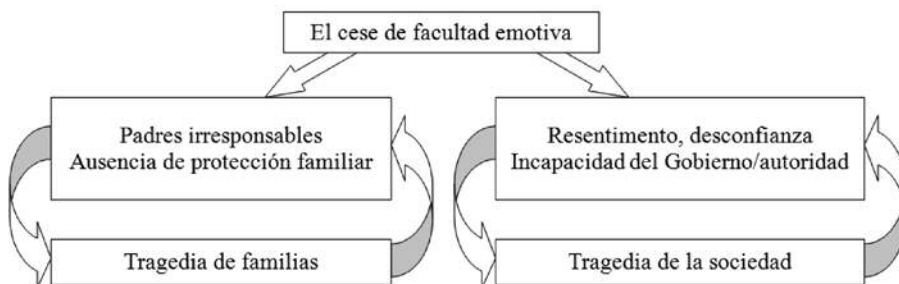 El cese de facultad emotiva
Padres irresponsables
Ausencia de protección familiar
Resentimento, desconfianza
Incapacidad del Gobierno/autoridad
Tragedia de familias
Tragedia de la sociedad